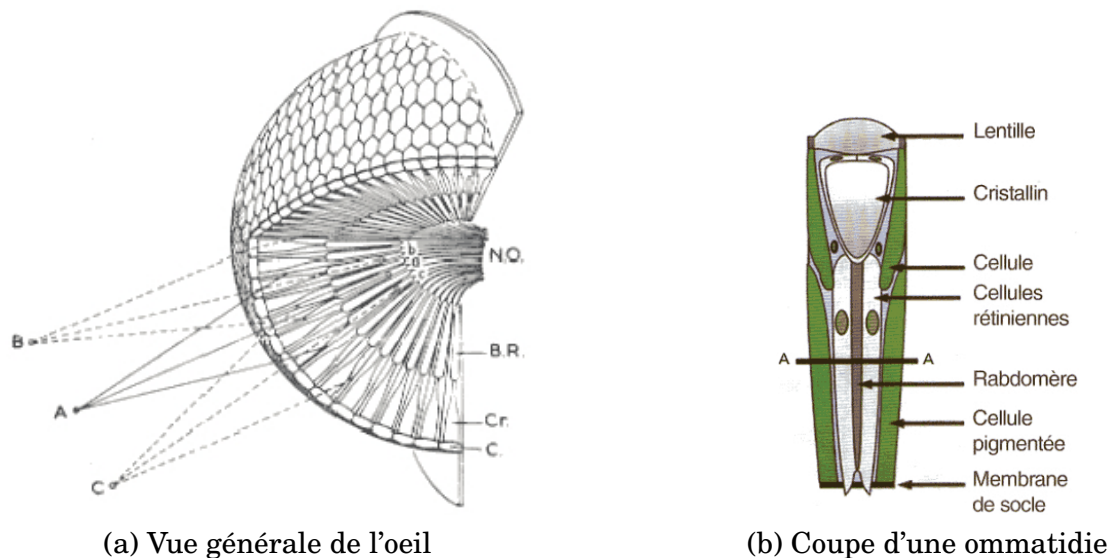 b
a
c
N.O.
B
B.R.
A
Cr.
C.
C
(a) Vue générale de l'oeil
Lentille
Cristallin
Cellule
Cellules
rétiniennes
A A
Rabdomère
Cellule
pigmentée
Membrane
de socle
(b) Coupe d'une ommatidie